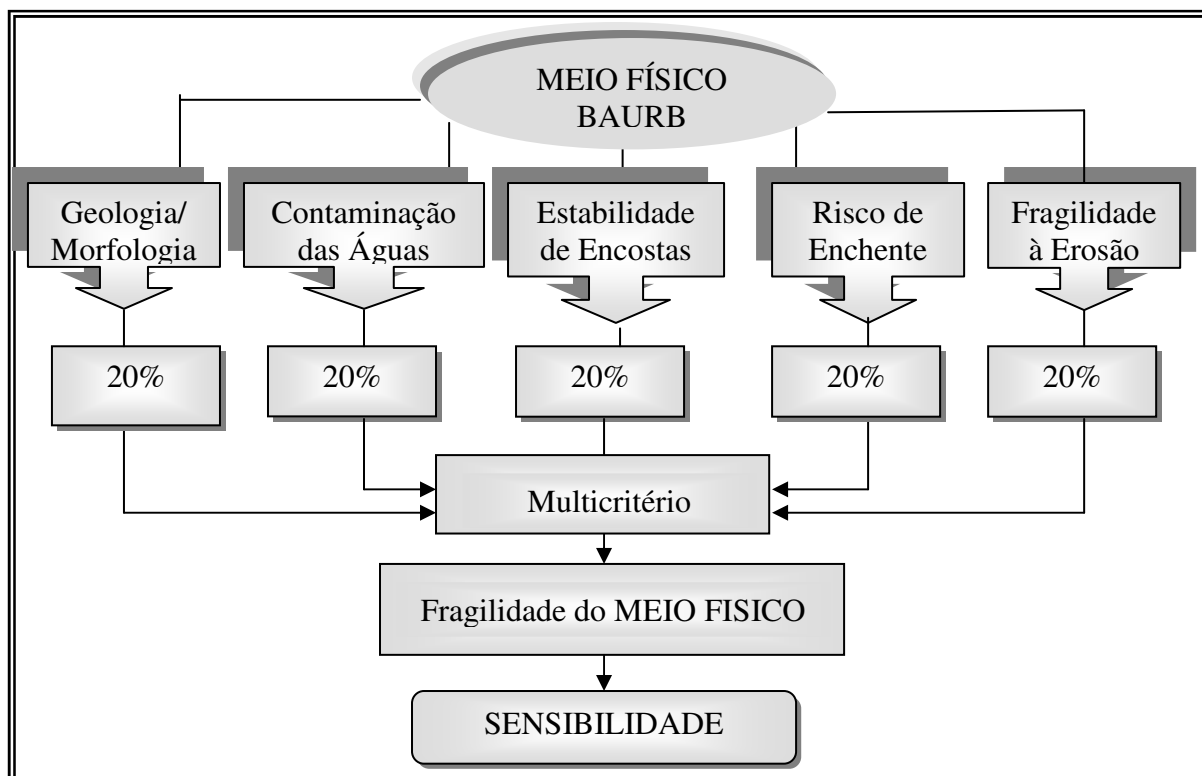 MEIO FÍSICO
BAURB
Geologia/
Morfologia
Contaminação
das Águas
Estabilidade
de Encostas
Risco de
Enchente
Fragilidade
à Erosão
20%
20%
20%
20%
20%
Multicritério
Fragilidade do MEIO FISICO
SENSIBILIDADE